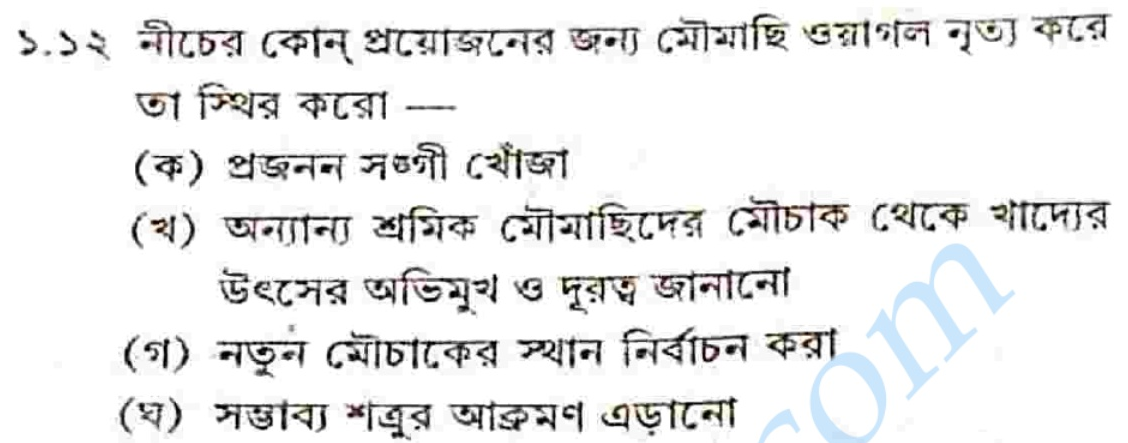 ১.১২ নীচের কোন্ প্রয়োজনের জন্য মৌমাছি ওয়াগল নৃত্য করে
তা স্থির করো —
(ক) প্রজনন সঙ্গী খোঁজা
(খ) অন্যান্য শ্রমিক মৌমাছিদের মৌচাক থেকে খাদ্যের
উৎসের অভিমুখ ও দূরত্ব জানানো
(গ) নতুন মৌচাকের স্থান নির্বাচন করা
(ঘ) সম্ভাব্য শত্রুর আক্রমণ এড়ানো
com